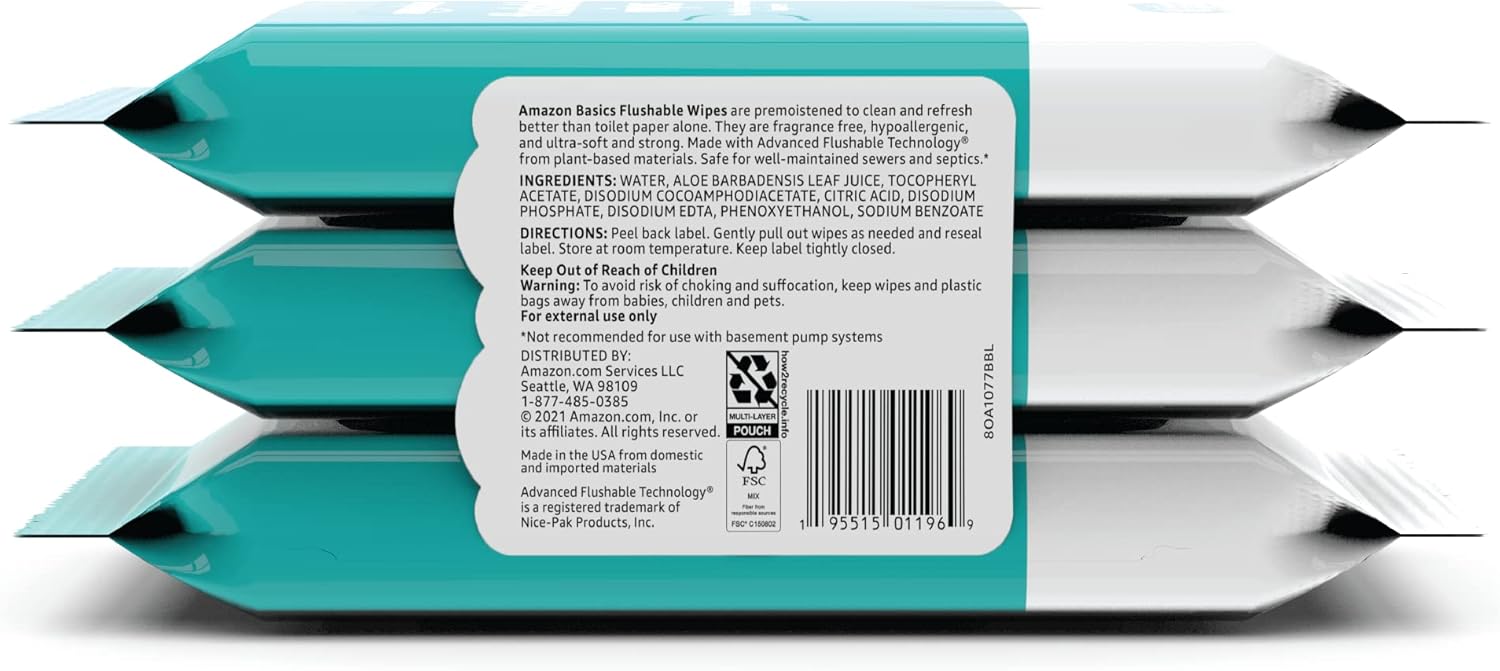 Amazon Basics Flushable Wipes are premoistened to clean and refresh
better than toilet paper alone. They are fragrance free, hypoallergenic,
and ultra-soft and strong. Made with Advanced Flushable Technology®
from plant-based materials. Safe for well-maintained sewers and septics.*
INGREDIENTS: WATER, ALOE BARBADENSIS LEAF JUICE, TOCOPHERYL
ACETATE, DISODIUM COCOAMPHODIACETATE, CITRIC ACID, DISODIUM
PHOSPHATE, DISODIUM EDTA, PHENOXYETHANOL, SODIUM BENZOATE
DIRECTIONS: Peel back label. Gently pull out wipes as needed and reseal
label. Store at room temperature. Keep label tightly closed.
Keep Out of Reach of Children
Warning: To avoid risk of choking and suffocation, keep wipes and plastic
bags away from babies, children and pets.
For external use only
*Not recommended for use with basement pump systems
DISTRIBUTED BY:
Amazon.com Services LLC
Seattle, WA 98109
1-877-485-0385
© 2021 Amazon.com, Inc. or
its affiliates. All rights reserved.
Made in the USA from domestic
and imported materials
Advanced Flushable Technology®
is a registered trademark of
Nice-Pak Products, Inc.
MULTI-LAYER
POUCH
how2recycle.info
FSC
MIX
Fiber from
responsible sources
FSC® C150802
1 95515 01196 9
80A1077BBL